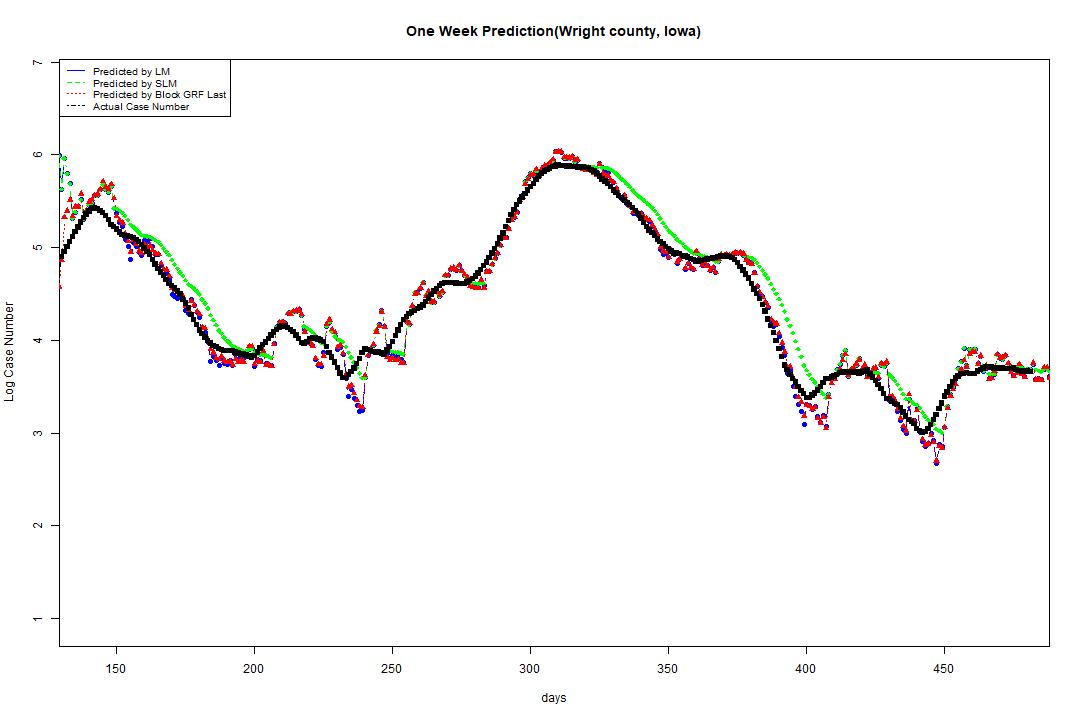 One Week Prediction(Wright county, Iowa)
Predicted by LM
Predicted by SLM
Predicted by Block GRF Last
Actual Case Number
7
6
5
4
3
2
1
Log Case Number
150 200 250 300 350 400 450
days